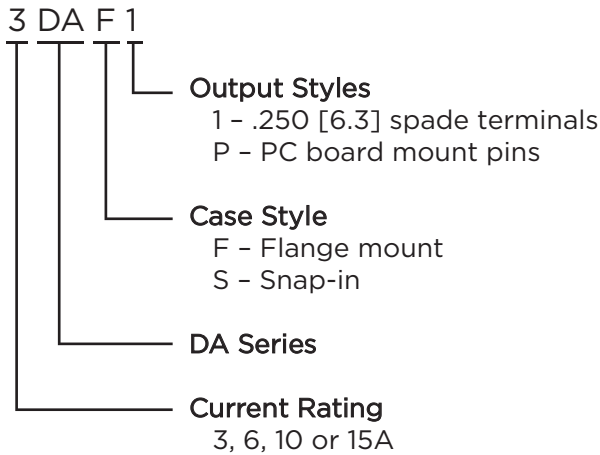 3 DA F 1
Output Styles
1 – .250 [6.3] spade terminals
P – PC board mount pins
Case Style
F – Flange mount
S – Snap-in
DA Series
Current Rating
3, 6, 10 or 15A